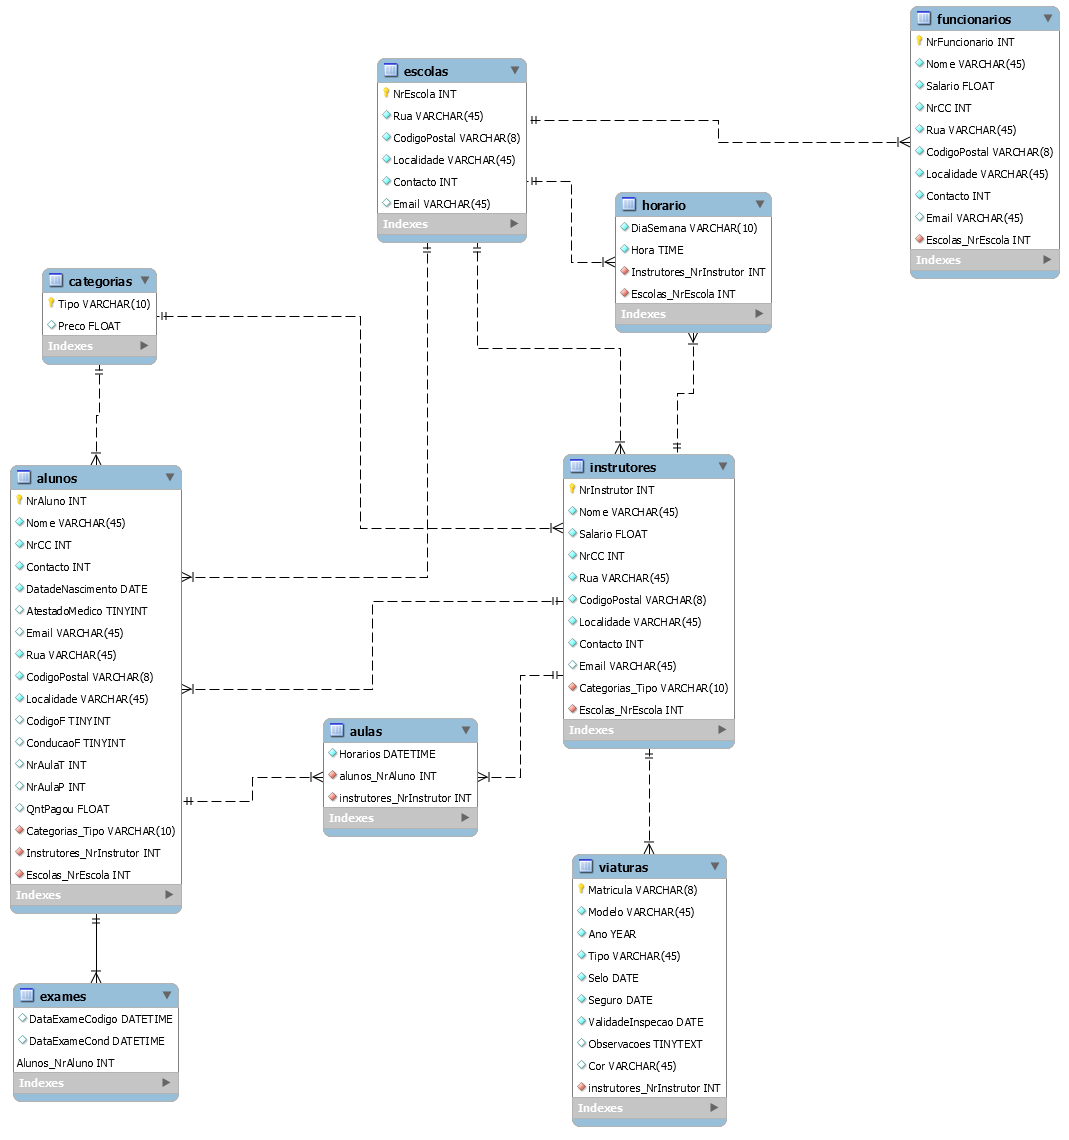 funcionarios
NrFuncionario INT
Nome VARCHAR(45)
Salario FLOAT
NrCC INT
Rua VARCHAR(45)
CodigoPostal VARCHAR(8)
Localidade VARCHAR(45)
Contacto INT
Email VARCHAR(45)
Escolas_NrEscola INT
Indexes
escolas
NrEscola INT
Rua VARCHAR(45)
CodigoPostal VARCHAR(8)
Localidade VARCHAR(45)
Contacto INT
Email VARCHAR(45)
Indexes
horario
DiaSemana VARCHAR(10)
Hora TIME
Instrutores_NrInstrutor INT
Escolas_NrEscola INT
Indexes
categorias
Tipo VARCHAR(10)
Preco FLOAT
Indexes
alunos
NrAluno INT
Nome VARCHAR(45)
NrCC INT
Contacto INT
DatadeNascimento DATE
AtestadoMedico TINYINT
Email VARCHAR(45)
Rua VARCHAR(45)
CodigoPostal VARCHAR(8)
Localidade VARCHAR(45)
CodigoF TINYINT
ConducaoF TINYINT
NrAulaT INT
NrAulaP INT
QntPagou FLOAT
Categorias_Tipo VARCHAR(10)
Instrutores_NrInstrutor INT
Escolas_NrEscola INT
Indexes
instrutores
NrInstrutor INT
Nome VARCHAR(45)
Salario FLOAT
NrCC INT
Rua VARCHAR(45)
CodigoPostal VARCHAR(8)
Localidade VARCHAR(45)
Contacto INT
Email VARCHAR(45)
Categorias_Tipo VARCHAR(10)
Escolas_NrEscola INT
Indexes
aulas
Horarios DATETIME
alunos_NrAluno INT
instrutores_NrInstrutor INT
Indexes
viaturas
Matricula VARCHAR(8)
Modelo VARCHAR(45)
Ano YEAR
Tipo VARCHAR(45)
Selo DATE
Seguro DATE
ValidadeInspecao DATE
Observacoes TINYTEXT
Cor VARCHAR(45)
instrutores_NrInstrutor INT
Indexes
exames
DataExameCodigo DATETIME
DataExameCond DATETIME
Alunos_NrAluno INT
Indexes